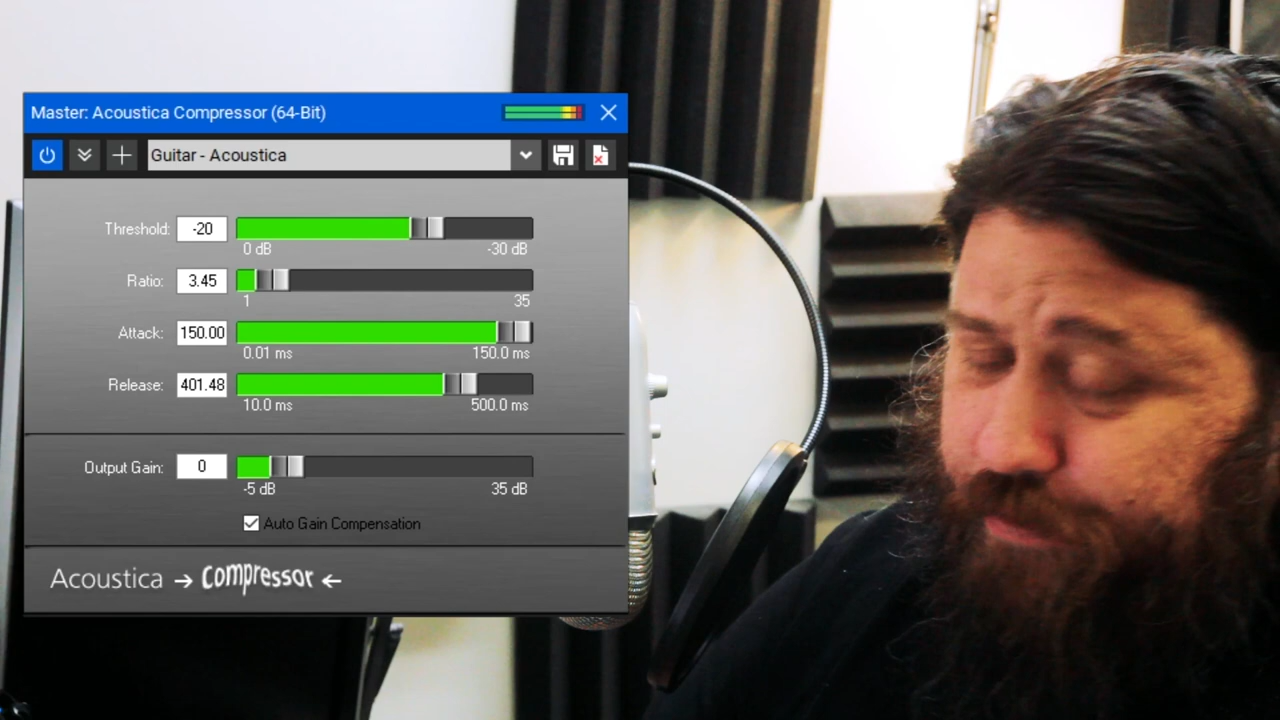 Master: Acoustica Compressor (64-Bit)
Guitar - Acoustica
Threshold: -20
0 dB -30 dB
Ratio: 3.45
1 35
Attack: 150.00
0.01 ms 150.0 ms
Release: 401.48
10.0 ms 500.0 ms
Output Gain: 0
-5 dB 35 dB
Auto Gain Compensation
Acoustica → compressor ←